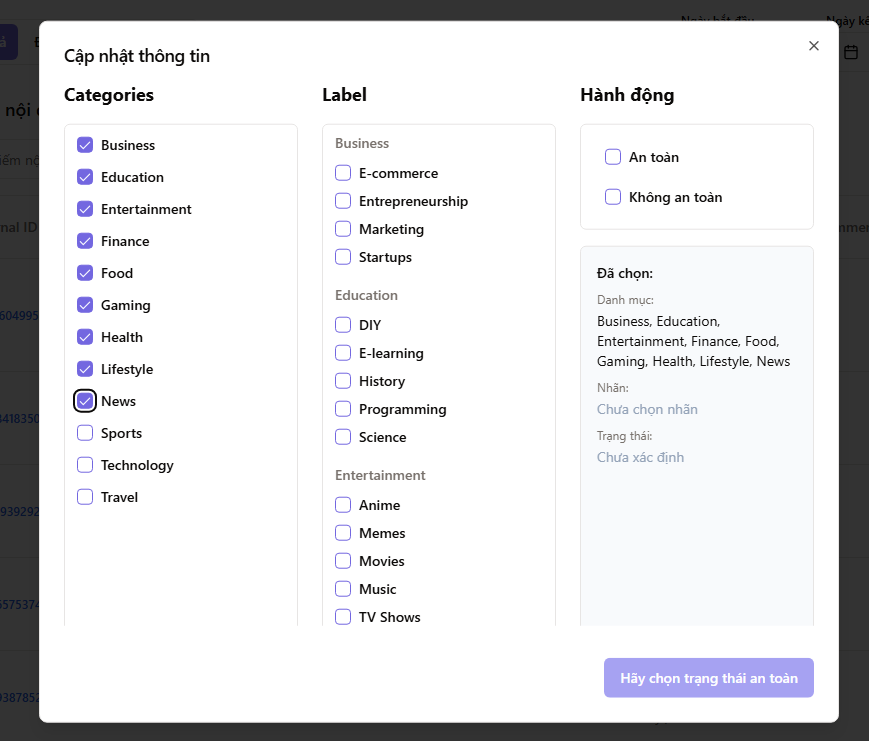 Cập nhật thông tin
Categories
Business
Education
Entertainment
Finance
Food
Gaming
Health
Lifestyle
News
Sports
Technology
Travel
Label
Business
E-commerce
Entrepreneurship
Marketing
Startups
Education
DIY
E-learning
History
Programming
Science
Entertainment
Anime
Memes
Movies
Music
TV Shows
Hành động
An toàn
Không an toàn
Đã chọn:
Danh mục:
Business, Education,
Entertainment, Finance, Food,
Gaming, Health, Lifestyle, News
Nhãn:
Chưa chọn nhãn
Trạng thái:
Chưa xác định
Hãy chọn trạng thái an toàn